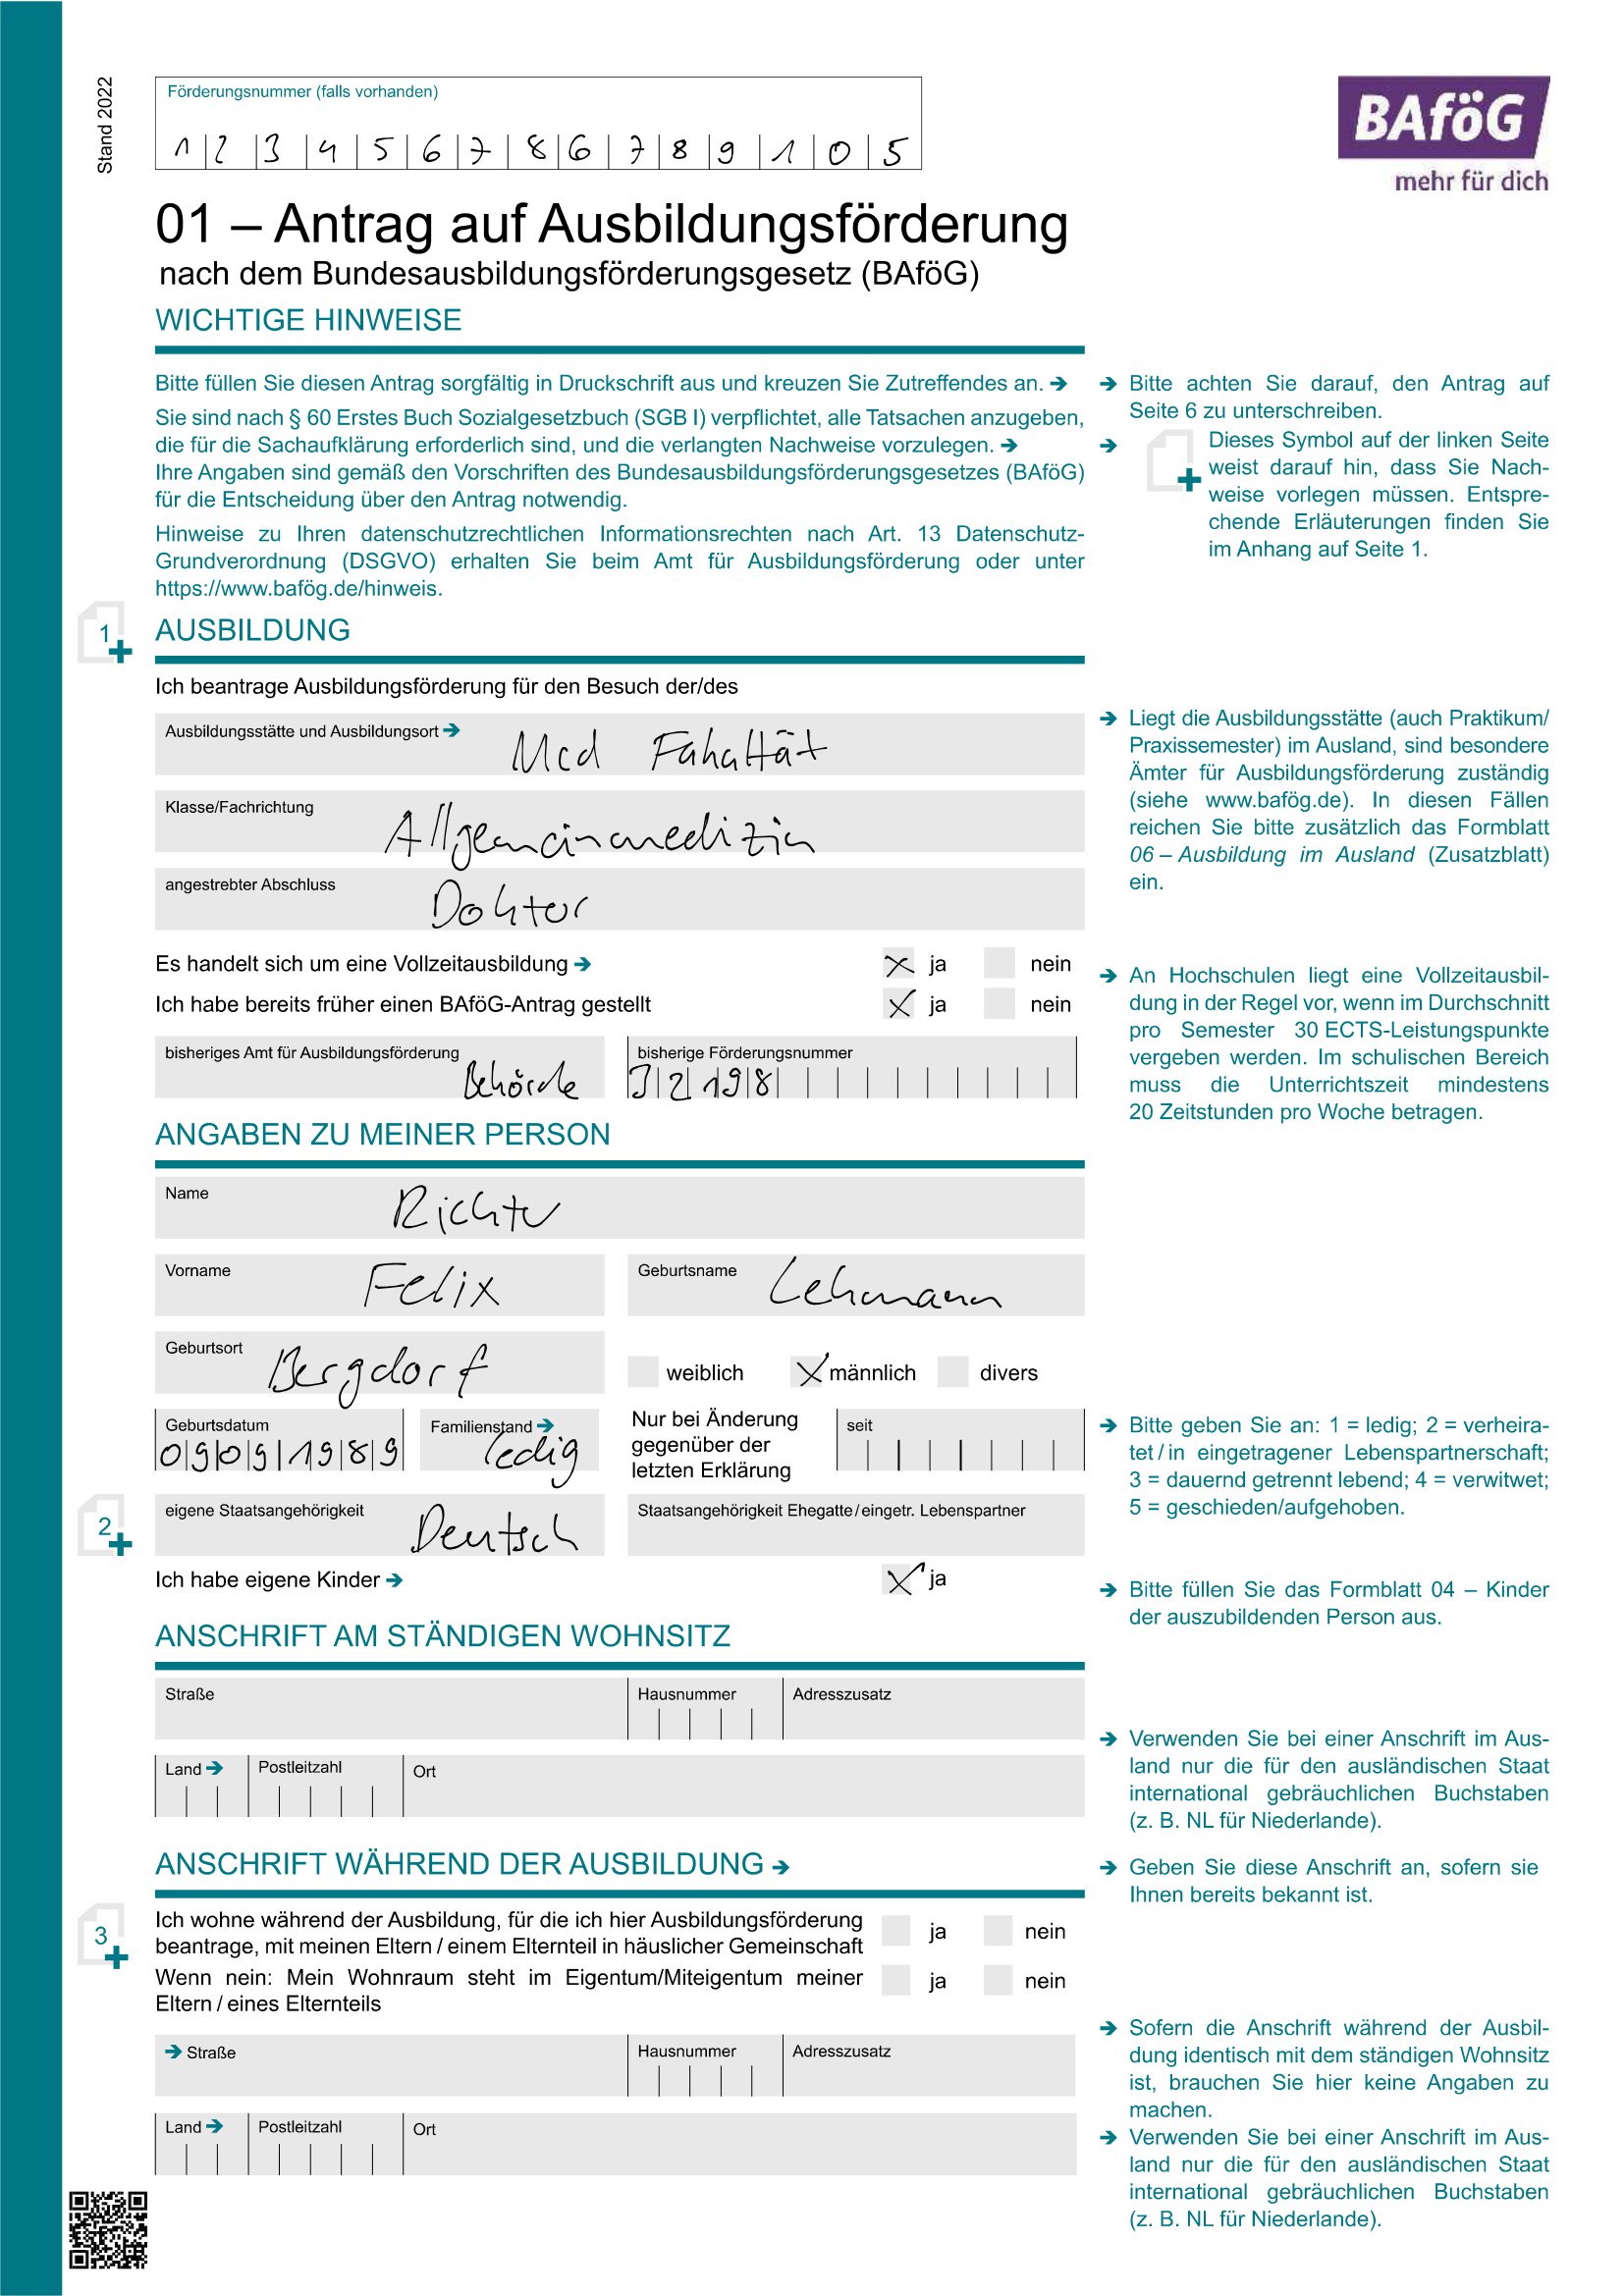 Stand 2022
Förderungsnummer (falls vorhanden)
1 2 3 4 5 6 7 8 6 7 8 9 1 0 5
BAföG
mehr für dich
01 – Antrag auf Ausbildungsförderung
nach dem Bundesausbildungsförderungsgesetz (BAföG)
WICHTIGE HINWEISE
Bitte füllen Sie diesen Antrag sorgfältig in Druckschrift aus und kreuzen Sie Zutreffendes an. ➔
Sie sind nach § 60 Erstes Buch Sozialgesetzbuch (SGB I) verpflichtet, alle Tatsachen anzugeben,
die für die Sachaufklärung erforderlich sind, und die verlangten Nachweise vorzulegen. ➔
Ihre Angaben sind gemäß den Vorschriften des Bundesausbildungsförderungsgesetzes (BAföG)
für die Entscheidung über den Antrag notwendig.
Hinweise zu Ihren datenschutzrechtlichen Informationsrechten nach Art. 13 Datenschutz-
Grundverordnung (DSGVO) erhalten Sie beim Amt für Ausbildungsförderung oder unter
https://www.bafög.de/hinweis.
➔ Bitte achten Sie darauf, den Antrag auf
Seite 6 zu unterschreiben.
➔ Dieses Symbol auf der linken Seite
weist darauf hin, dass Sie Nach-
weise vorlegen müssen. Entspre-
chende Erläuterungen finden Sie
im Anhang auf Seite 1.
1 AUSBILDUNG
Ich beantrage Ausbildungsförderung für den Besuch der/des
Ausbildungsstätte und Ausbildungsort ➔ Med Fakultät
Klasse/Fachrichtung Allgemeinmedizin
angestrebter Abschluss Doktor
➔ Liegt die Ausbildungsstätte (auch Praktikum/
Praxissemester) im Ausland, sind besondere
Ämter für Ausbildungsförderung zuständig
(siehe www.bafög.de). In diesen Fällen
reichen Sie bitte zusätzlich das Formblatt
06 – Ausbildung im Ausland (Zusatzblatt)
ein.
Es handelt sich um eine Vollzeitausbildung ➔ x ja nein
Ich habe bereits früher einen BAföG-Antrag gestellt x ja nein
➔ An Hochschulen liegt eine Vollzeitausbil-
dung in der Regel vor, wenn im Durchschnitt
pro Semester 30 ECTS-Leistungspunkte
vergeben werden. Im schulischen Bereich
muss die Unterrichtszeit mindestens
20 Zeitstunden pro Woche betragen.
bisheriges Amt für Ausbildungsförderung Behörde
bisherige Förderungsnummer 3 2 1 9 8
ANGABEN ZU MEINER PERSON
Name Richter
Vorname Felix Geburtsname Lehmann
Geburtsort Bergdorf weiblich x männlich divers
Geburtsdatum 0 9 0 9 1 9 8 9 Familienstand ➔ ledig
Nur bei Änderung
gegenüber der
letzten Erklärung
seit
➔ Bitte geben Sie an: 1 = ledig; 2 = verheira-
tet / in eingetragener Lebenspartnerschaft;
3 = dauernd getrennt lebend; 4 = verwitwet;
5 = geschieden/aufgehoben.
2 eigene Staatsangehörigkeit Deutsch Staatsangehörigkeit Ehegatte / eingetr. Lebenspartner
Ich habe eigene Kinder ➔ x ja
➔ Bitte füllen Sie das Formblatt 04 – Kinder
der auszubildenden Person aus.
ANSCHRIFT AM STÄNDIGEN WOHNSITZ
Straße Hausnummer Adresszusatz
Land ➔ Postleitzahl Ort
➔ Verwenden Sie bei einer Anschrift im Aus-
land nur die für den ausländischen Staat
international gebräuchlichen Buchstaben
(z. B. NL für Niederlande).
ANSCHRIFT WÄHREND DER AUSBILDUNG ➔
➔ Geben Sie diese Anschrift an, sofern sie
Ihnen bereits bekannt ist.
3 Ich wohne während der Ausbildung, für die ich hier Ausbildungsförderung
beantrage, mit meinen Eltern / einem Elternteil in häuslicher Gemeinschaft ja nein
Wenn nein: Mein Wohnraum steht im Eigentum/Miteigentum meiner
Eltern / eines Elternteils ja nein
➔ Straße Hausnummer Adresszusatz
Land ➔ Postleitzahl Ort
➔ Sofern die Anschrift während der Ausbil-
dung identisch mit dem ständigen Wohnsitz
ist, brauchen Sie hier keine Angaben zu
machen.
➔ Verwenden Sie bei einer Anschrift im Aus-
land nur die für den ausländischen Staat
international gebräuchlichen Buchstaben
(z. B. NL für Niederlande).